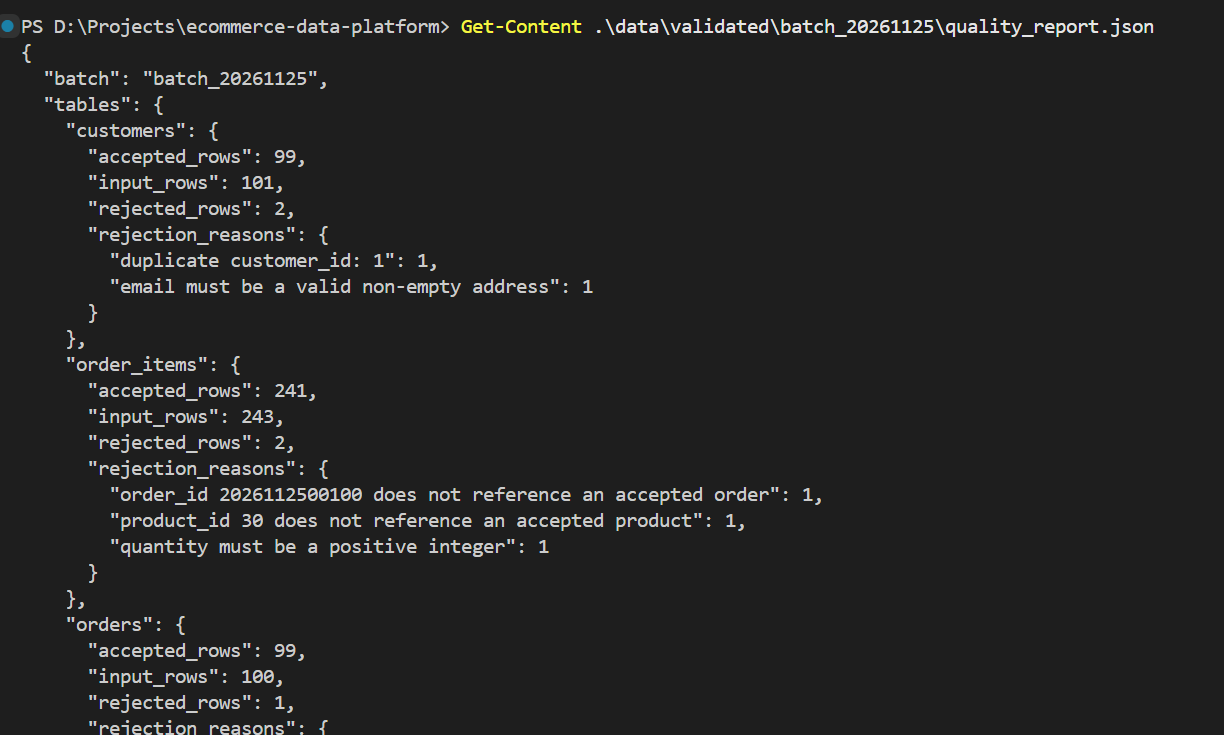 PS D:\Projects\ecommerce-data-platform> Get-Content .\data\validated\batch_20261125\quality_report.json
{
  "batch": "batch_20261125",
  "tables": {
    "customers": {
      "accepted_rows": 99,
      "input_rows": 101,
      "rejected_rows": 2,
      "rejection_reasons": {
        "duplicate customer_id: 1": 1,
        "email must be a valid non-empty address": 1
      }
    },
    "order_items": {
      "accepted_rows": 241,
      "input_rows": 243,
      "rejected_rows": 2,
      "rejection_reasons": {
        "order_id 2026112500100 does not reference an accepted order": 1,
        "product_id 30 does not reference an accepted product": 1,
        "quantity must be a positive integer": 1
      }
    },
    "orders": {
      "accepted_rows": 99,
      "input_rows": 100,
      "rejected_rows": 1,
      "rejection_reasons": {